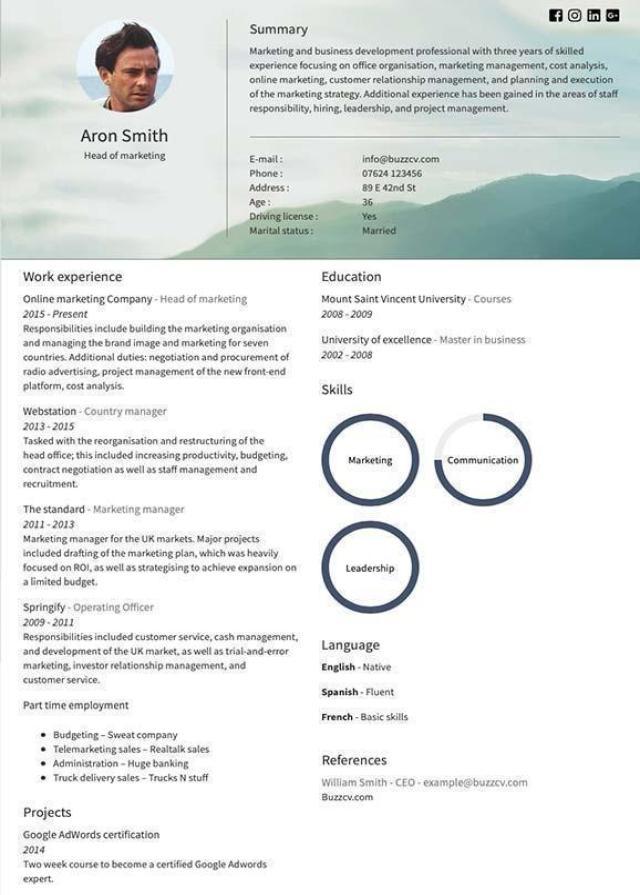 Aron Smith
Head of marketing
Summary
Marketing and business development professional with three years of skilled
experience focusing on office organisation, marketing management, cost analysis,
online marketing, customer relationship management, and planning and execution
of the marketing strategy. Additional experience has been gained in the areas of staff
responsibility, hiring, leadership, and project management.
E-mail : info@buzzcv.com
Phone : 07624 123456
Address : 89 E 42nd St
Age : 36
Driving license : Yes
Marital status : Married
Work experience
Online marketing Company - Head of marketing
2015 - Present
Responsibilities include building the marketing organisation
and managing the brand image and marketing for seven
countries. Additional duties: negotiation and procurement of
radio advertising, project management of the new front-end
platform, cost analysis.
Webstation - Country manager
2013 - 2015
Tasked with the reorganisation and restructuring of the
head office; this included increasing productivity, budgeting,
contract negotiation as well as staff management and
recruitment.
The standard - Marketing manager
2011 - 2013
Marketing manager for the UK markets. Major projects
included drafting of the marketing plan, which was heavily
focused on ROI, as well as strategising to achieve expansion on
a limited budget.
Springify - Operating Officer
2009 - 2011
Responsibilities included customer service, cash management,
and development of the UK market, as well as trial-and-error
marketing, investor relationship management, and
customer service.
Part time employment
• Budgeting – Sweat company
• Telemarketing sales – Realtalk sales
• Administration – Huge banking
• Truck delivery sales – Trucks N stuff
Projects
Google AdWords certification
2014
Two week course to become a certified Google Adwords
expert.
Education
Mount Saint Vincent University - Courses
2008 - 2009
University of excellence - Master in business
2002 - 2008
Skills
Marketing
Communication
Leadership
Language
English - Native
Spanish - Fluent
French - Basic skills
References
William Smith - CEO - example@buzzcv.com
Buzzcv.com